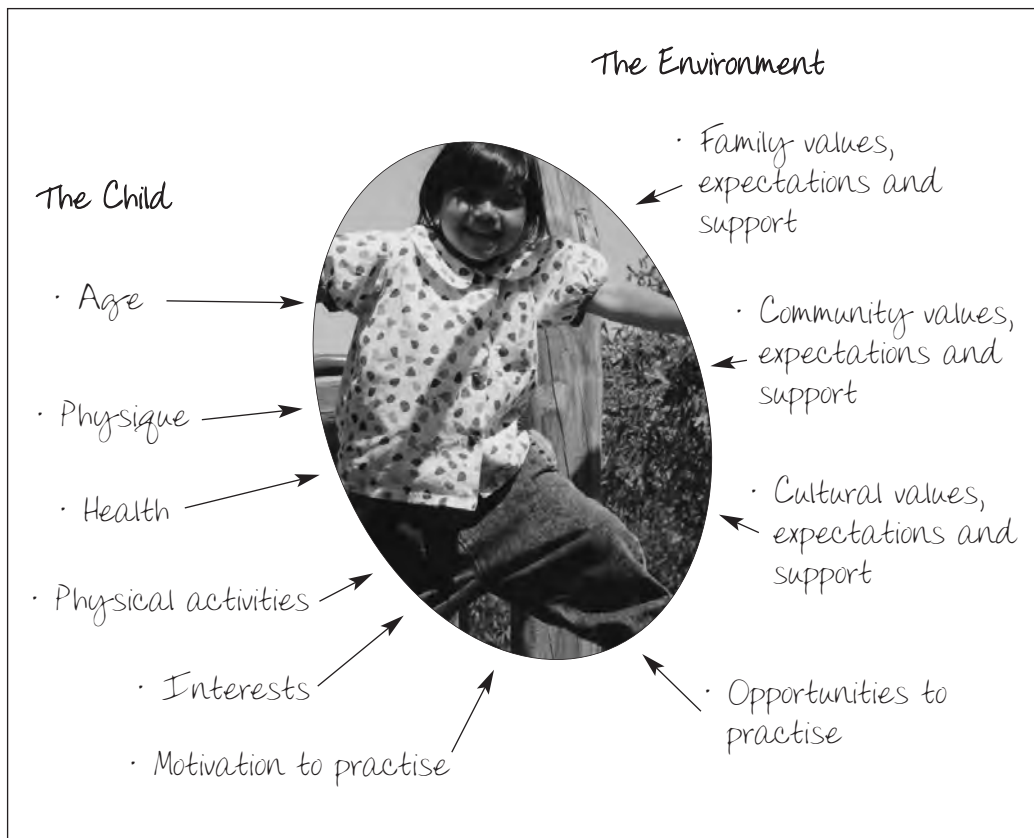 The Environment
· Family values,
expectations and
support
· Community values,
expectations and
support
· Cultural values,
expectations and
support
· Opportunities to
practise
The Child
· Age
· Physique
· Health
· Physical activities
· Interests
· Motivation to practise